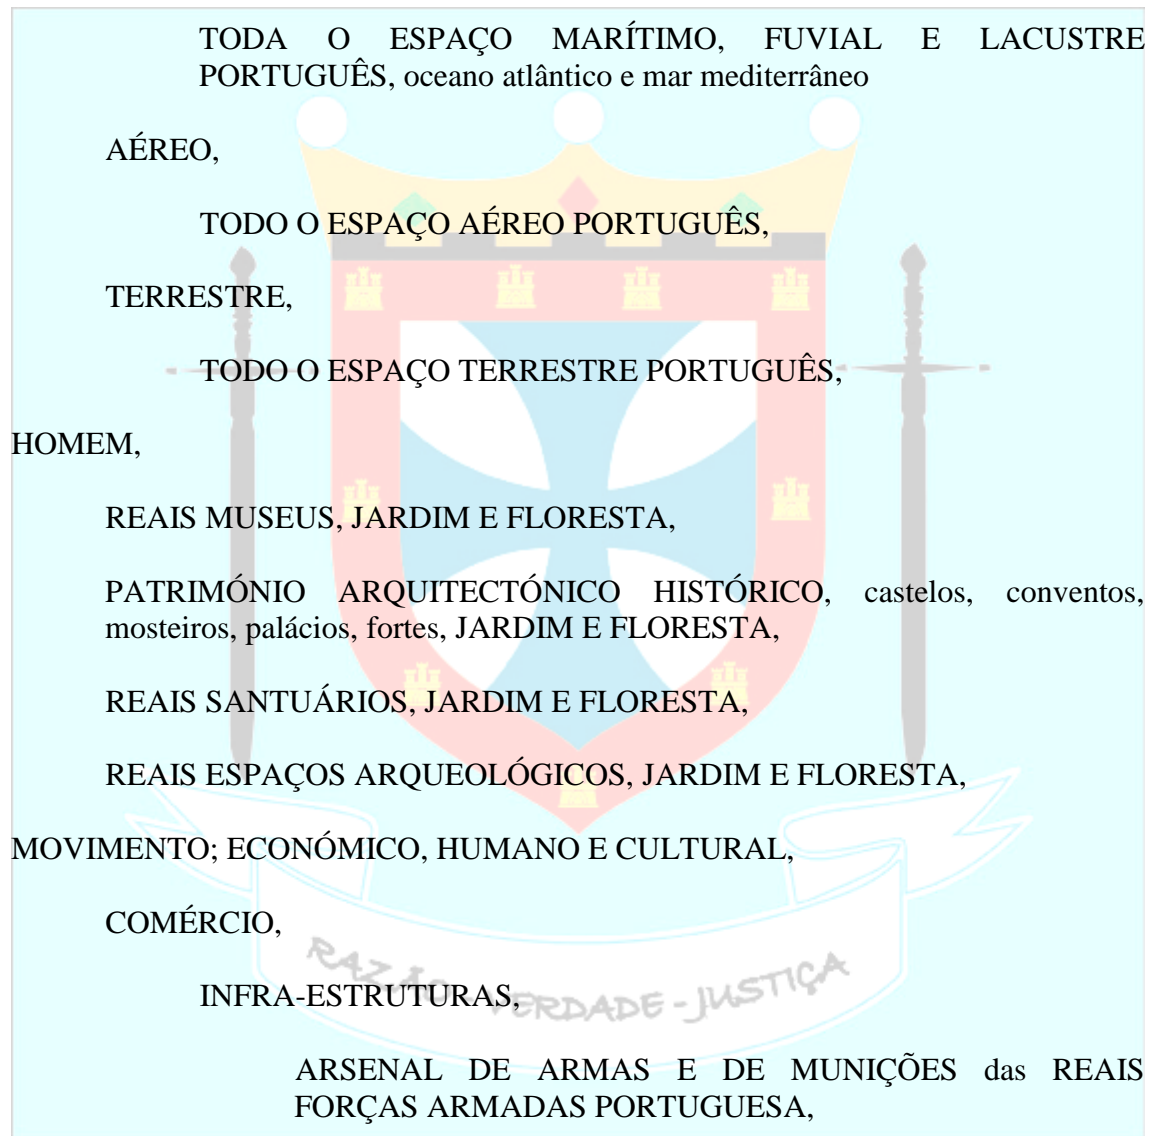 TODA O ESPAÇO MARÍTIMO, FUVIAL E LACUSTRE
PORTUGUÊS, oceano atlântico e mar mediterrâneo
AÉREO,
TODO O ESPAÇO AÉREO PORTUGUÊS,
TERRESTRE,
TODO O ESPAÇO TERRESTRE PORTUGUÊS,
HOMEM,
REAIS MUSEUS, JARDIM E FLORESTA,
PATRIMÓNIO ARQUITECTÓNICO HISTÓRICO, castelos, conventos,
mosteiros, palácios, fortes, JARDIM E FLORESTA,
REAIS SANTUÁRIOS, JARDIM E FLORESTA,
REAIS ESPAÇOS ARQUEOLÓGICOS, JARDIM E FLORESTA,
MOVIMENTO; ECONÓMICO, HUMANO E CULTURAL,
COMÉRCIO,
RAZÃO - VERDADE - JUSTIÇA
INFRA-ESTRUTURAS,
ARSENAL DE ARMAS E DE MUNIÇÕES das REAIS
FORÇAS ARMADAS PORTUGUESA,